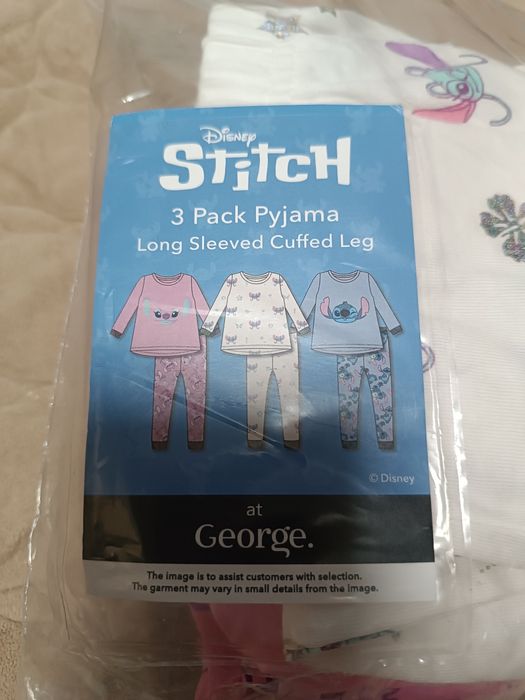 Disney
Stitch
3 Pack Pyjama
Long Sleeved Cuffed Leg
© Disney
at
George.
The image is to assist customers with selection.
The garment may vary in small details from the image.